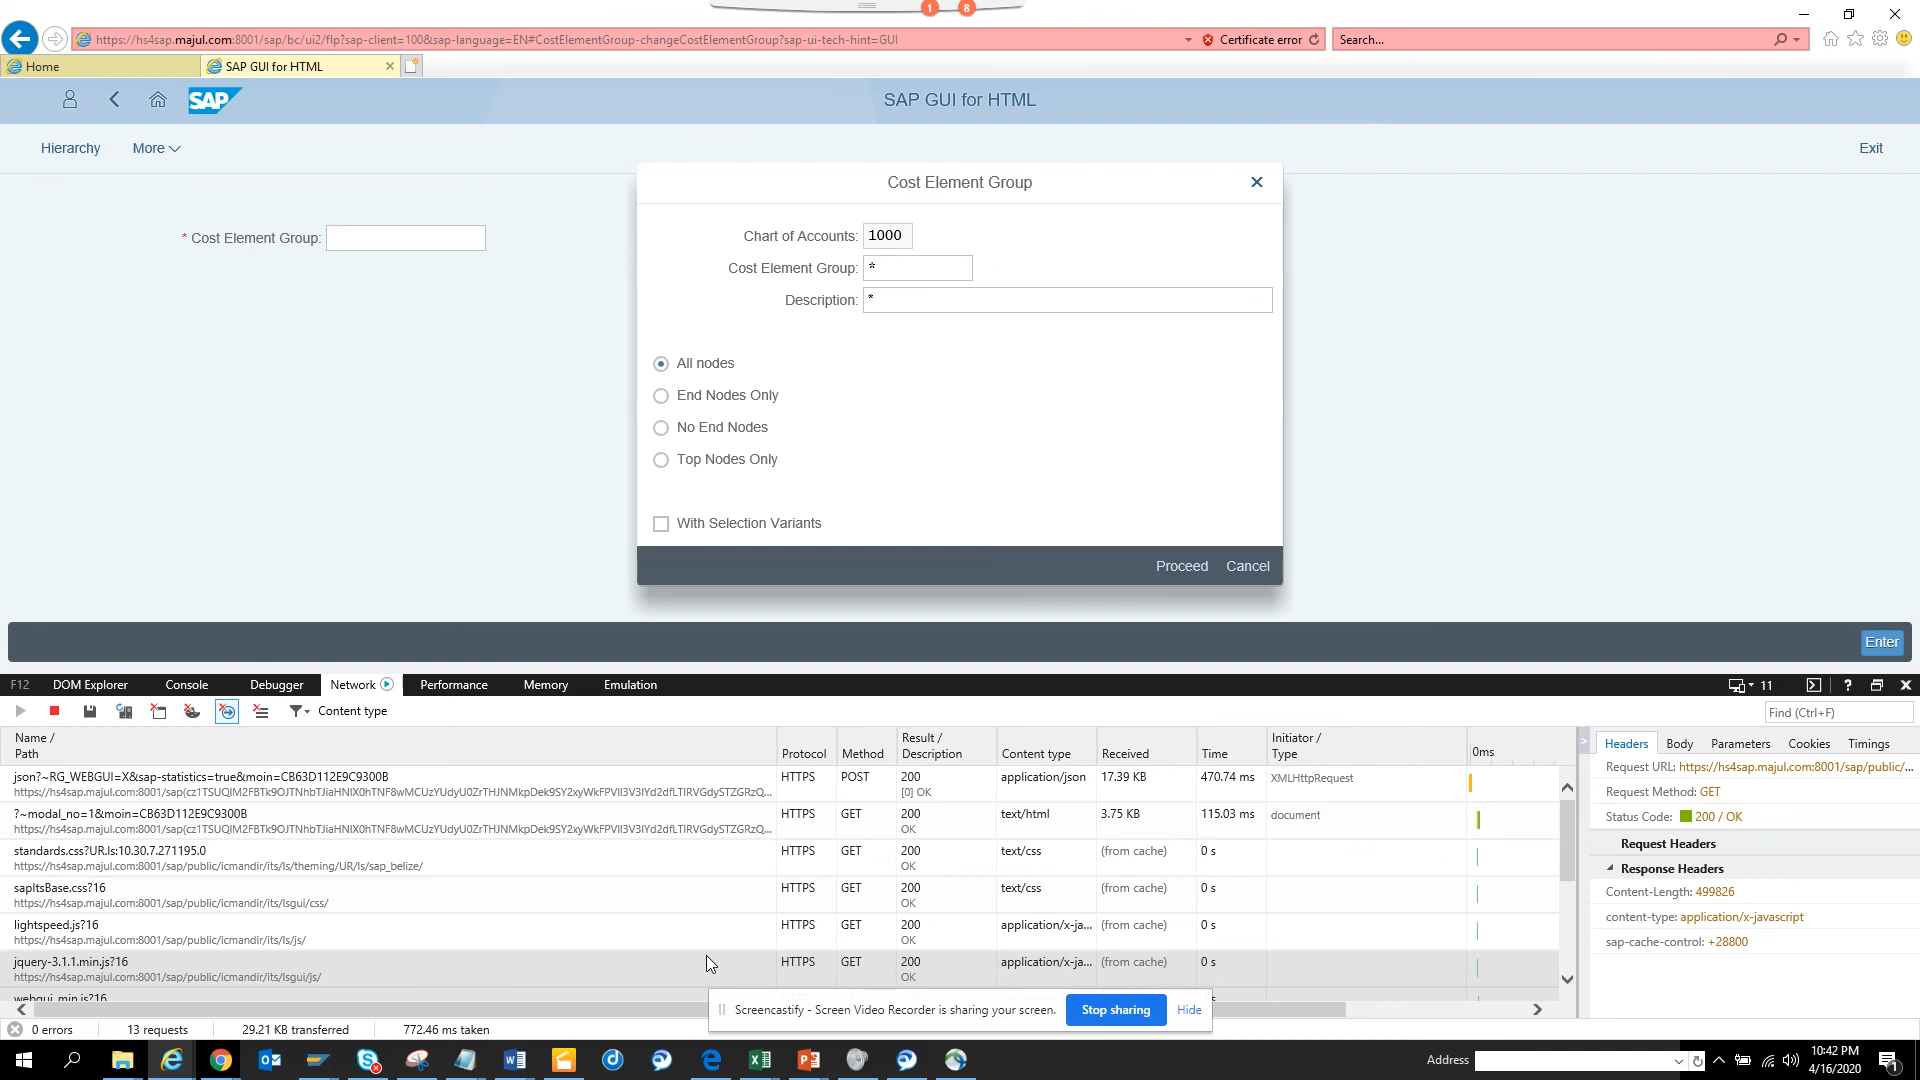 1 8
https://hs4sap.majul.com:8001/sap/bc/ui2/flp?sap-client=100&sap-language=EN#CostElementGroup-changeCostElementGroup?sap-ui-tech-hint=GUI
Certificate error
Search...
Home
SAP GUI for HTML
SAP
SAP GUI for HTML
Hierarchy More Exit
Cost Element Group
* Cost Element Group:
Chart of Accounts: 1000
Cost Element Group: *
Description: *
All nodes
End Nodes Only
No End Nodes
Top Nodes Only
With Selection Variants
Proceed Cancel
Enter
F12 DOM Explorer Console Debugger Network Performance Memory Emulation 11 ?
Content type
Find (Ctrl+F)
Name / Path Protocol Method Result / Description Content type Received Time Initiator / Type 0ms
json?~RG_WEBGUI=X&sap-statistics=true&moin=CB63D112E9C9300B HTTPS POST 200 application/json 17.39 KB 470.74 ms XMLHttpRequest
[0] OK
?~modal_no=1&moin=CB63D112E9C9300B HTTPS GET 200 text/html 3.75 KB 115.03 ms document
OK
standards.css?UR.ls:10.30.7.271195.0 HTTPS GET 200 text/css (from cache) 0 s
https://hs4sap.majul.com:8001/sap/public/icmandir/its/ls/theming/UR/ls/sap_belize/ OK
sapItsBase.css?16 HTTPS GET 200 text/css (from cache) 0 s
https://hs4sap.majul.com:8001/sap/public/icmandir/its/lsgui/css/ OK
lightspeed.js?16 HTTPS GET 200 application/x-ja... (from cache) 0 s
https://hs4sap.majul.com:8001/sap/public/icmandir/its/ls/js/ OK
jquery-3.1.1.min.js?16 HTTPS GET 200 application/x-ja... (from cache) 0 s
https://hs4sap.majul.com:8001/sap/public/icmandir/its/lsgui/js/ OK
webgui_min.js?16
Headers Body Parameters Cookies Timings
Request URL: https://hs4sap.majul.com:8001/sap/public/...
Request Method: GET
Status Code: 200 / OK
Request Headers
Response Headers
Content-Length: 499826
content-type: application/x-javascript
sap-cache-control: +28800
Screencastify - Screen Video Recorder is sharing your screen. Stop sharing Hide
0 errors 13 requests 29.21 KB transferred 772.46 ms taken
Address
10:42 PM
4/16/2020
1